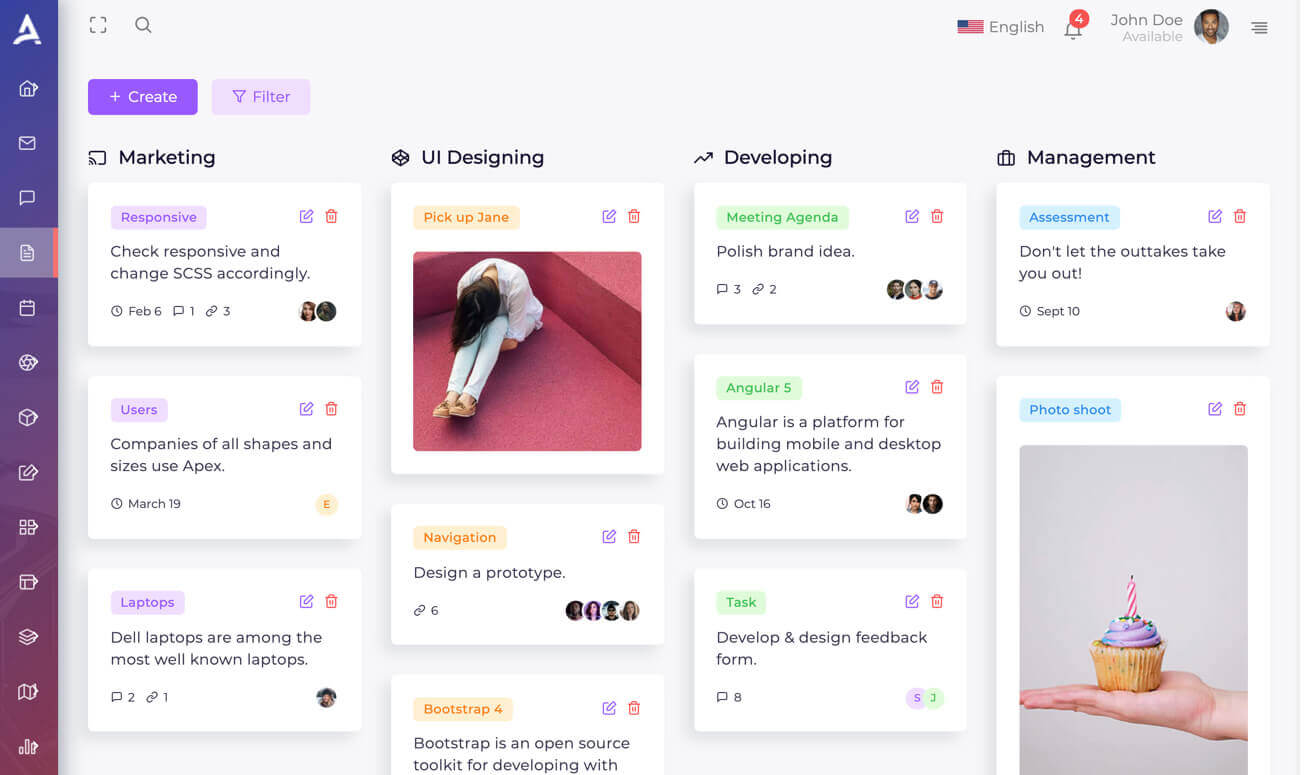 English
4
John Doe
Available
+ Create
Filter
Marketing
Responsive
Check responsive and
change SCSS accordingly.
Feb 6 1 3
Users
Companies of all shapes and
sizes use Apex.
March 19 E
Laptops
Dell laptops are among the
most well known laptops.
2 1
UI Designing
Pick up Jane
Navigation
Design a prototype.
6
Bootstrap 4
Bootstrap is an open source
toolkit for developing with
Developing
Meeting Agenda
Polish brand idea.
3 2
Angular 5
Angular is a platform for
building mobile and desktop
web applications.
Oct 16
Task
Develop & design feedback
form.
8 S J
Management
Assessment
Don't let the outtakes take
you out!
Sept 10
Photo shoot